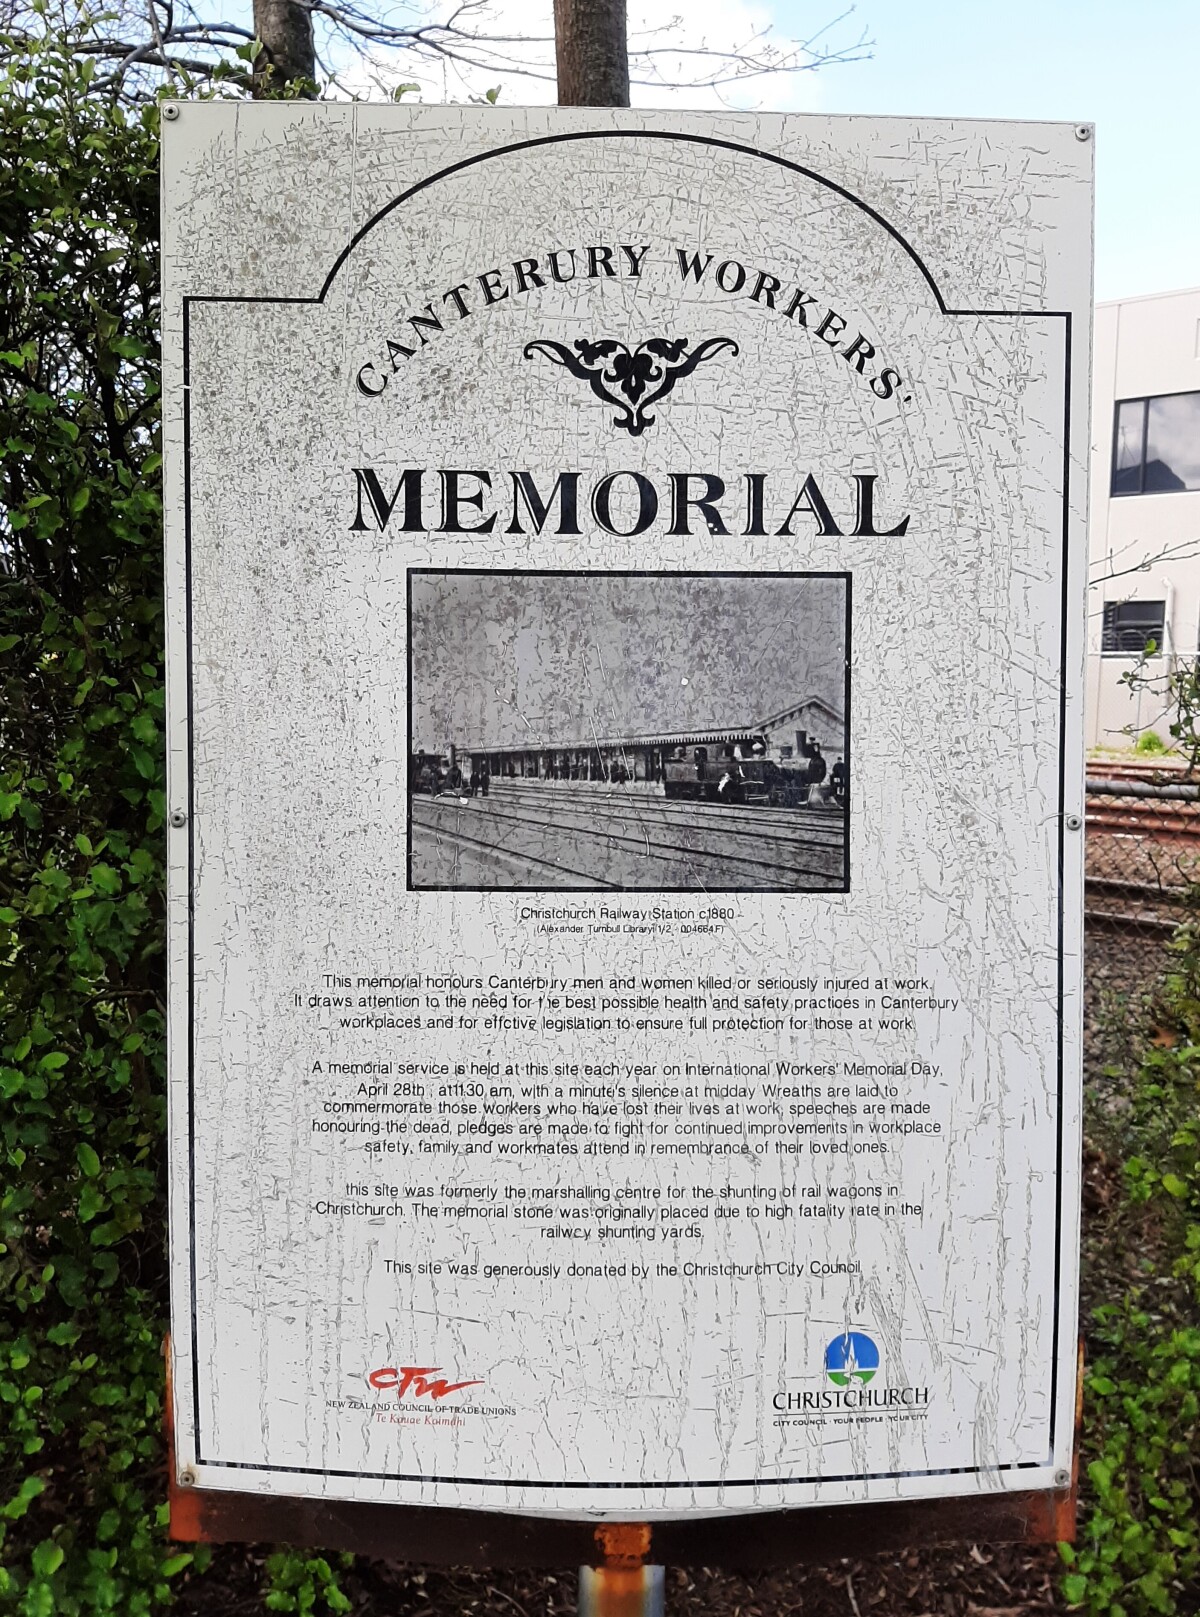 CANTERURY WORKERS'
MEMORIAL
Christchurch Railway Station c1880
(Alexander Turnbull Library 1/2 - 004664F)
This memorial honours Canterbury men and women killed or seriously injured at work.
It draws attention to the need for the best possible health and safety practices in Canterbury
workplaces and for effctive legislation to ensure full protection for those at work.
A memorial service is held at this site each year on International Workers' Memorial Day,
April 28th , at11.30 am, with a minute's silence at midday Wreaths are laid to
commermorate those workers who have lost their lives at work, speeches are made
honouring the dead, pledges are made to fight for continued improvements in workplace
safety, family and workmates attend in remembrance of their loved ones.
this site was formerly the marshalling centre for the shunting of rail wagons in
Christchurch. The memorial stone was originally placed due to high fatality rate in the
railway shunting yards.
This site was generously donated by the Christchurch City Council
CTU
NEW ZEALAND COUNCIL OF TRADE UNIONS
Te Kauae Kaimahi
CHRISTCHURCH
CITY COUNCIL · YOUR PEOPLE · YOUR CITY